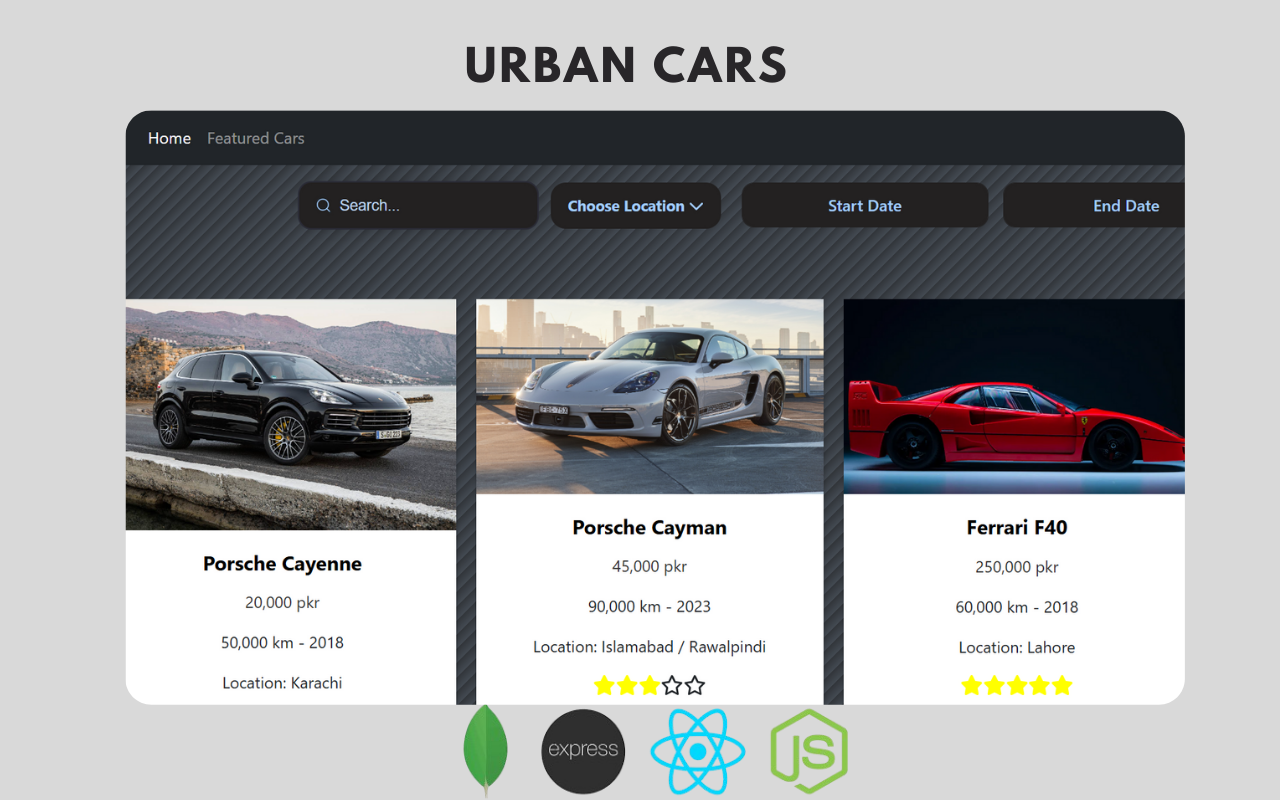 URBAN CARS
Home Featured Cars
Search...
Choose Location
Start Date
End Date
Porsche Cayenne
20,000 pkr
50,000 km - 2018
Location: Karachi
Porsche Cayman
45,000 pkr
90,000 km - 2023
Location: Islamabad / Rawalpindi
Ferrari F40
250,000 pkr
60,000 km - 2018
Location: Lahore
express
JS